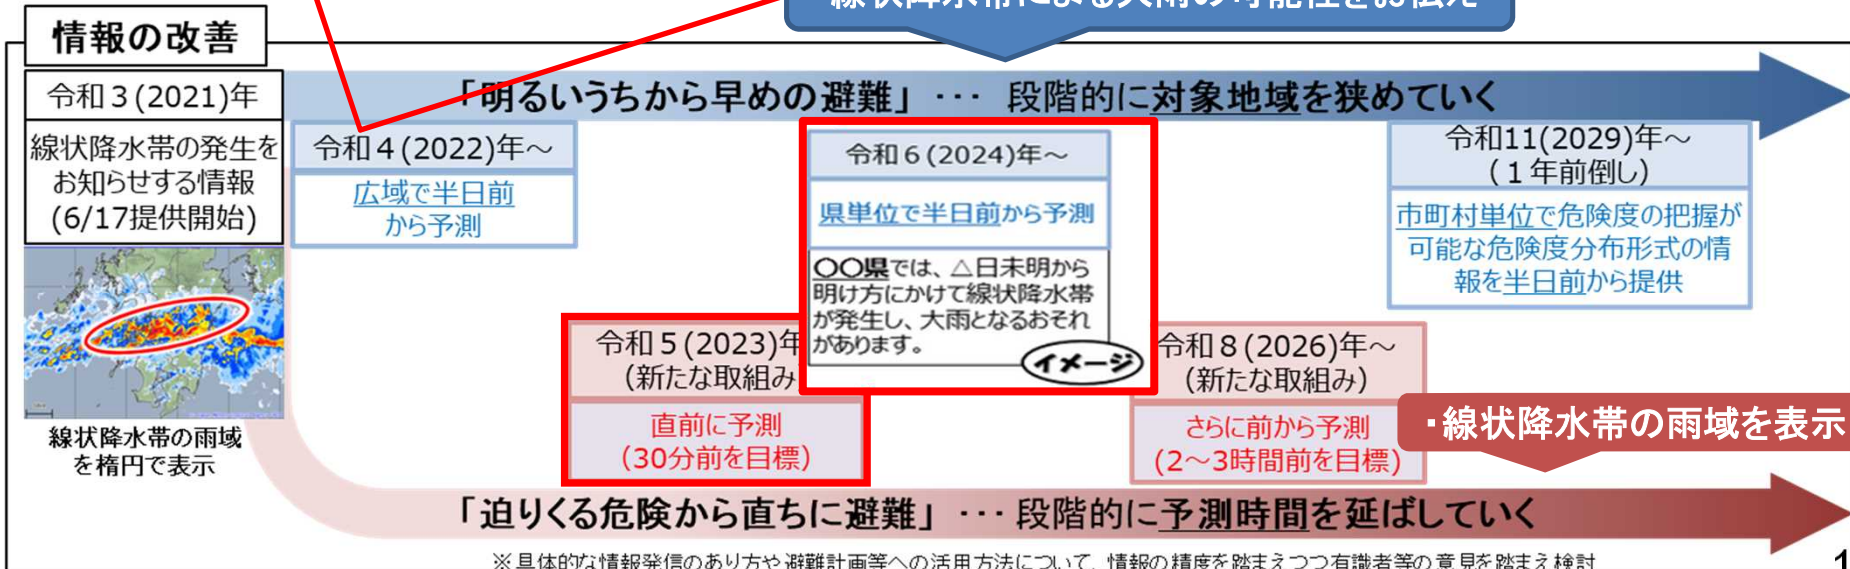 線状降水帯による大雨の可能性をお伝え
情報の改善
「明るいうちから早めの避難」… 段階的に対象地域を狭めていく
令和３(2021)年
線状降水帯の発生を
お知らせする情報
(6/17提供開始)
線状降水帯の雨域
を楕円で表示
令和４(2022)年～
広域で半日前
から予測
令和６(2024)年～
県単位で半日前から予測
〇〇県では、△日未明から
明け方にかけて線状降水帯
が発生し、大雨となるおそれ
があります。
イメージ
令和11(2029)年～
(１年前倒し)
市町村単位で危険度の把握が
可能な危険度分布形式の情
報を半日前から提供
令和５(2023)年
(新たな取組み
直前に予測
(30分前を目標)
令和８(2026)年～
(新たな取組み)
さらに前から予測
(2～3時間前を目標)
・線状降水帯の雨域を表示
「迫りくる危険から直ちに避難」… 段階的に予測時間を延ばしていく
※具体的な情報発信のあり方や避難計画等への活用方法について、情報の精度を踏まえつつ有識者等の意見を踏まえ検討
1